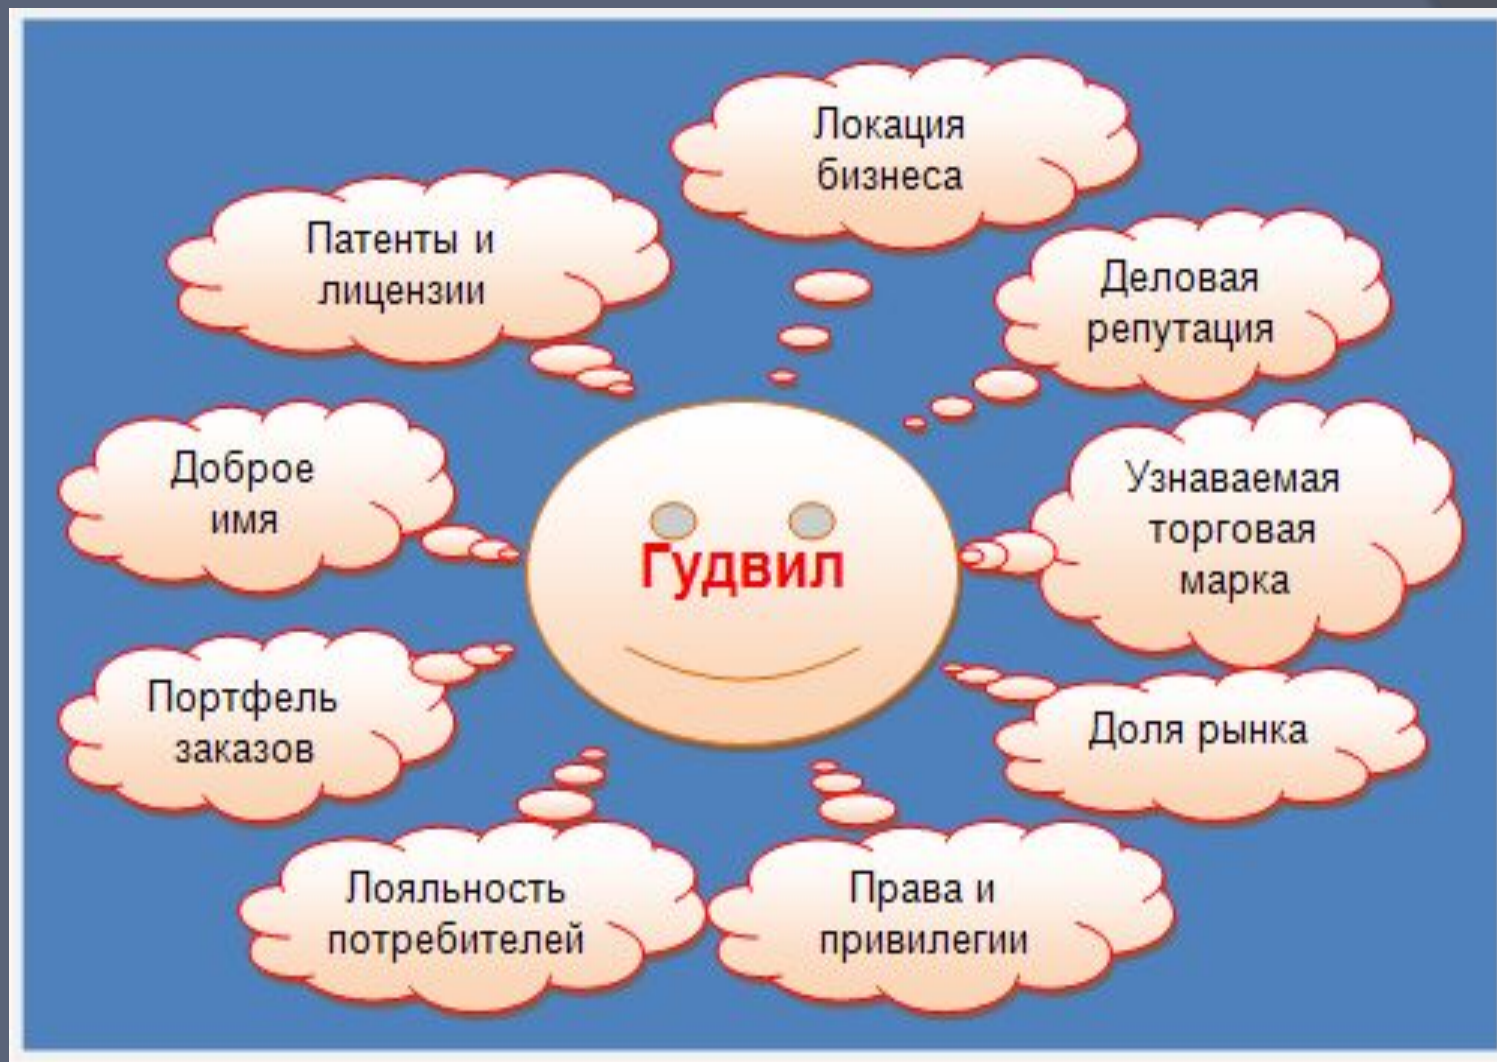 Локация
бизнеса
Патенты и
лицензии
Деловая
репутация
Доброе
имя
Узнаваемая
торговая
марка
Гудвил
Портфель
заказов
Доля рынка
Лояльность
потребителей
Права и
привилегии